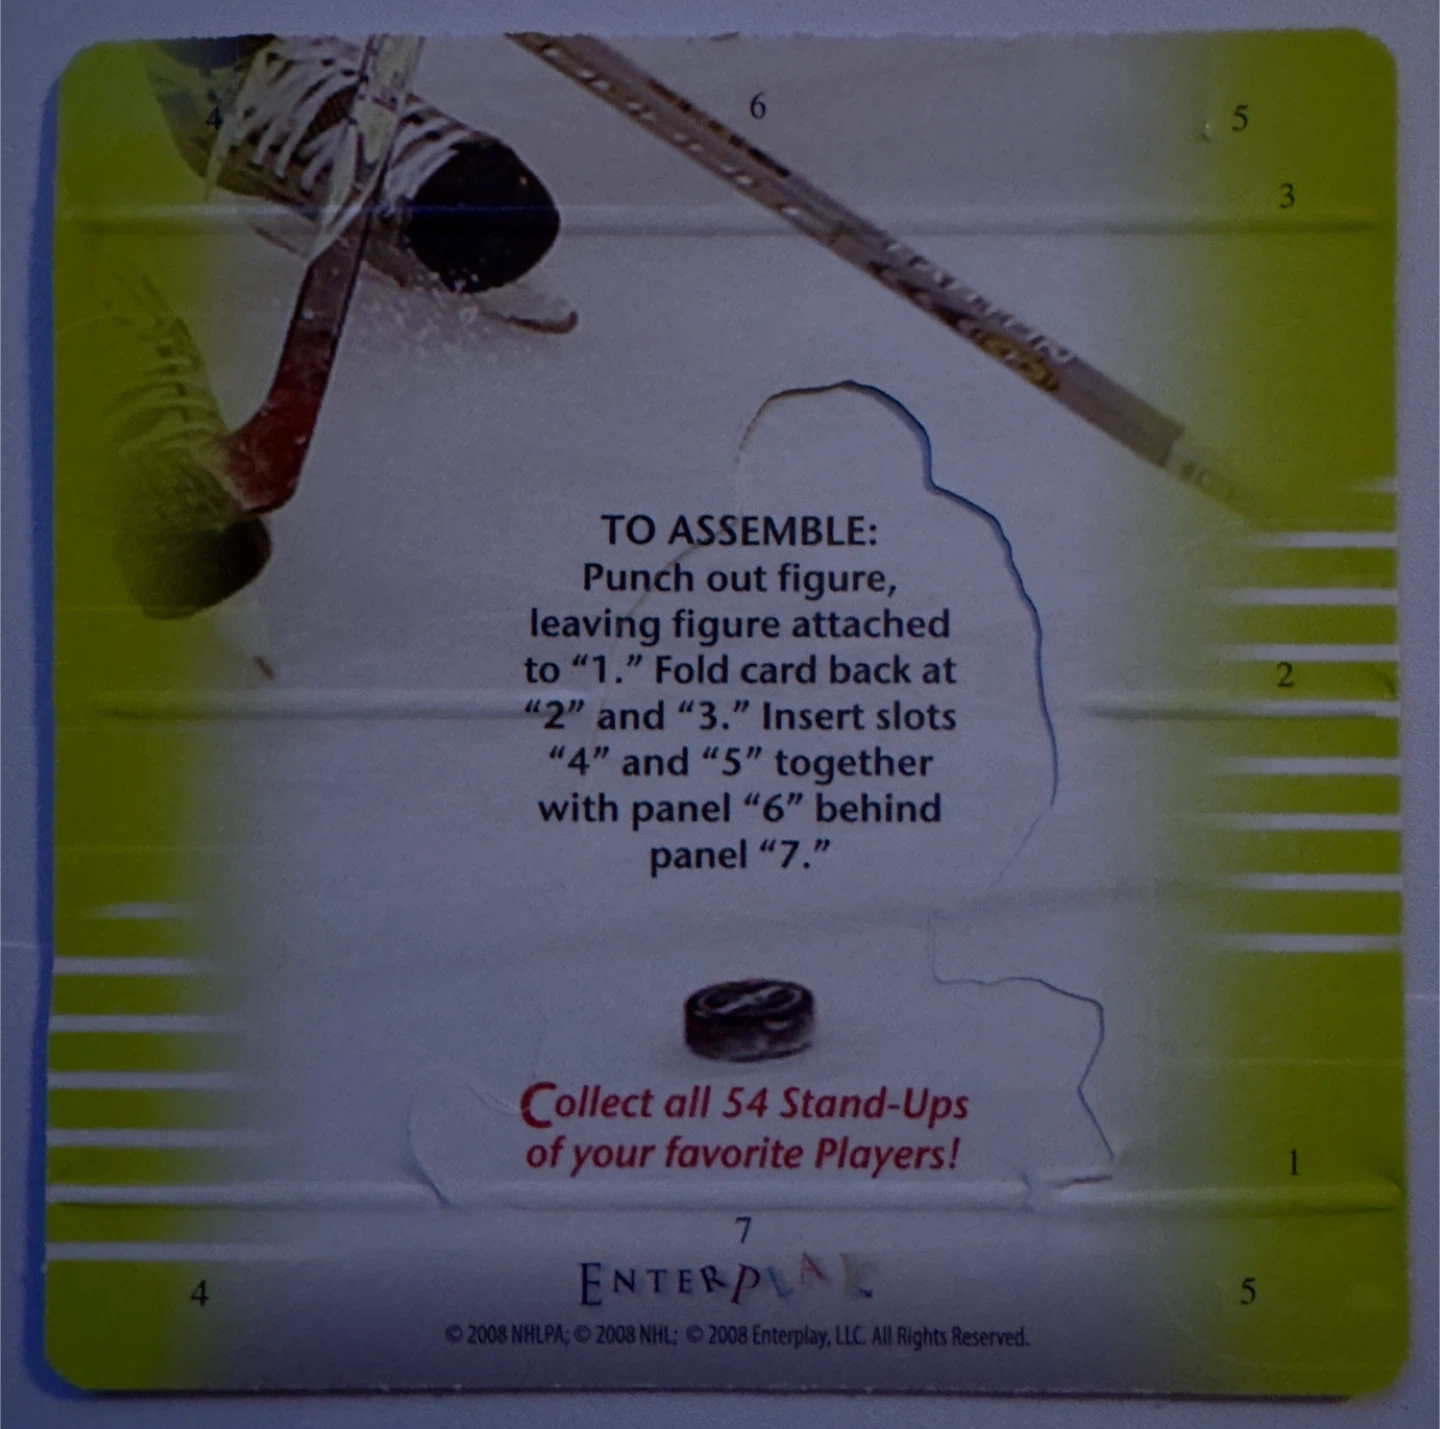 4 6 5
3
TO ASSEMBLE:
Punch out figure,
leaving figure attached
to “1.” Fold card back at
“2” and “3.” Insert slots
“4” and “5” together
with panel “6” behind
panel “7.”
2
Collect all 54 Stand-Ups
of your favorite Players!
1
7
ENTERPLAY™
4 5
© 2008 NHLPA; © 2008 NHL; © 2008 Enterplay, LLC. All Rights Reserved.